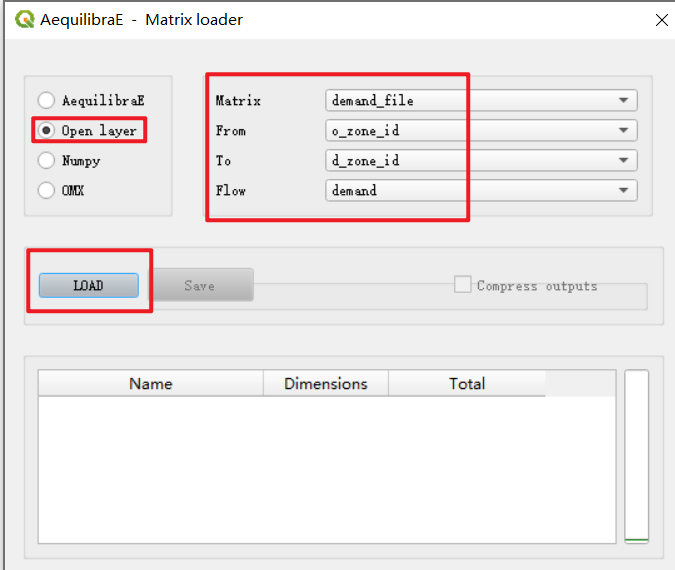 AequilibraE - Matrix loader
AequilibraE
Open layer
Numpy
OMX
Matrix demand_file
From o_zone_id
To d_zone_id
Flow demand
LOAD Save Compress outputs
Name Dimensions Total